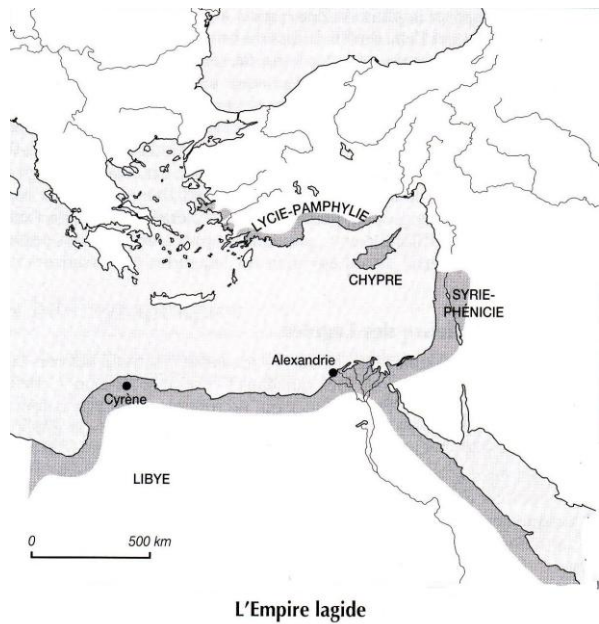 LYCIE-PAMPHYLIE
CHYPRE
SYRIE-
PHÉNICIE
Alexandrie
Cyrène
LIBYE
0 500 km
L'Empire lagide